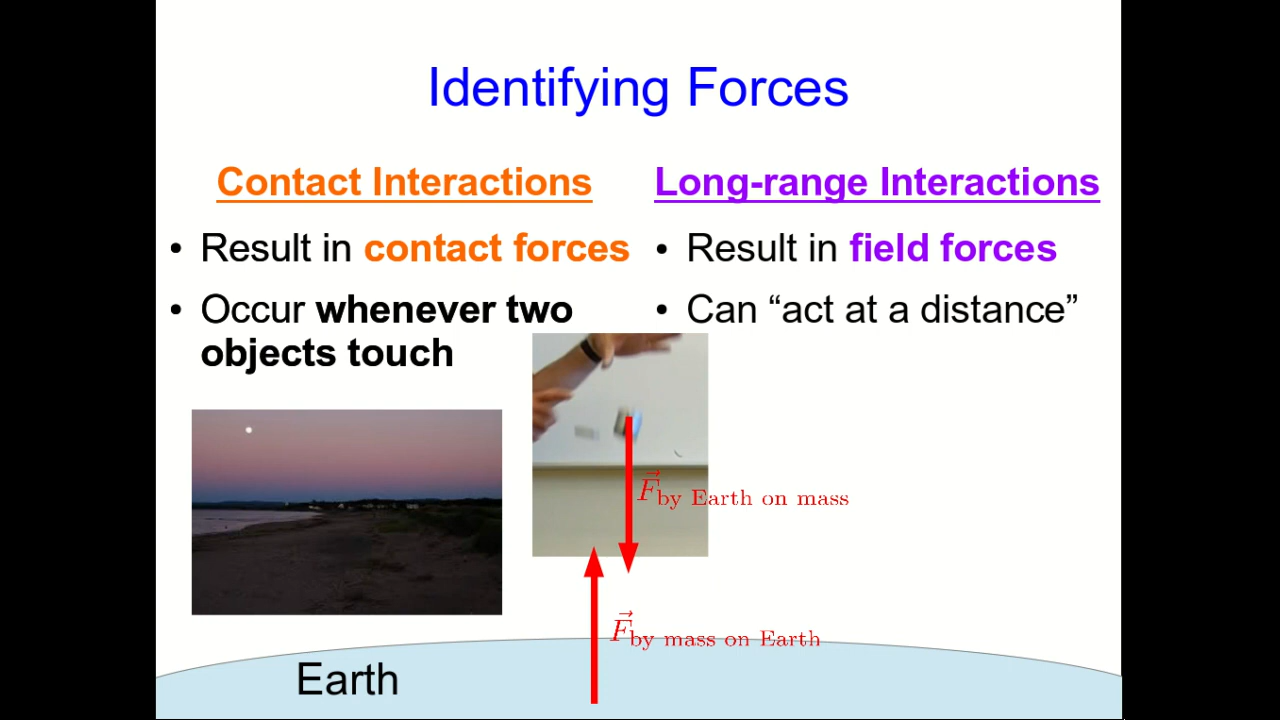 Identifying Forces
Contact Interactions
• Result in contact forces
• Occur whenever two
objects touch
Long-range Interactions
• Result in field forces
• Can “act at a distance”
F⃗by Earth on mass
F⃗by mass on Earth
Earth